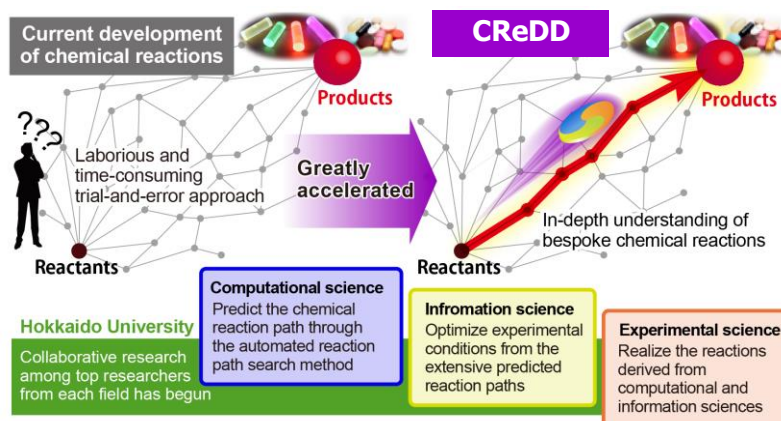 Current development
of chemical reactions
Products
???
Laborious and
time-consuming
trial-and-error approach
Reactants
Greatly
accelerated
CReDD
Products
In-depth understanding of
bespoke chemical reactions
Reactants
Hokkaido University
Collaborative research
among top researchers
from each field has begun
Computational science
Predict the chemical
reaction path through
the automated reaction
path search method
Infromation science
Optimize experimental
conditions from the
extensive predicted
reaction paths
Experimental science
Realize the reactions
derived from
computational and
information sciences